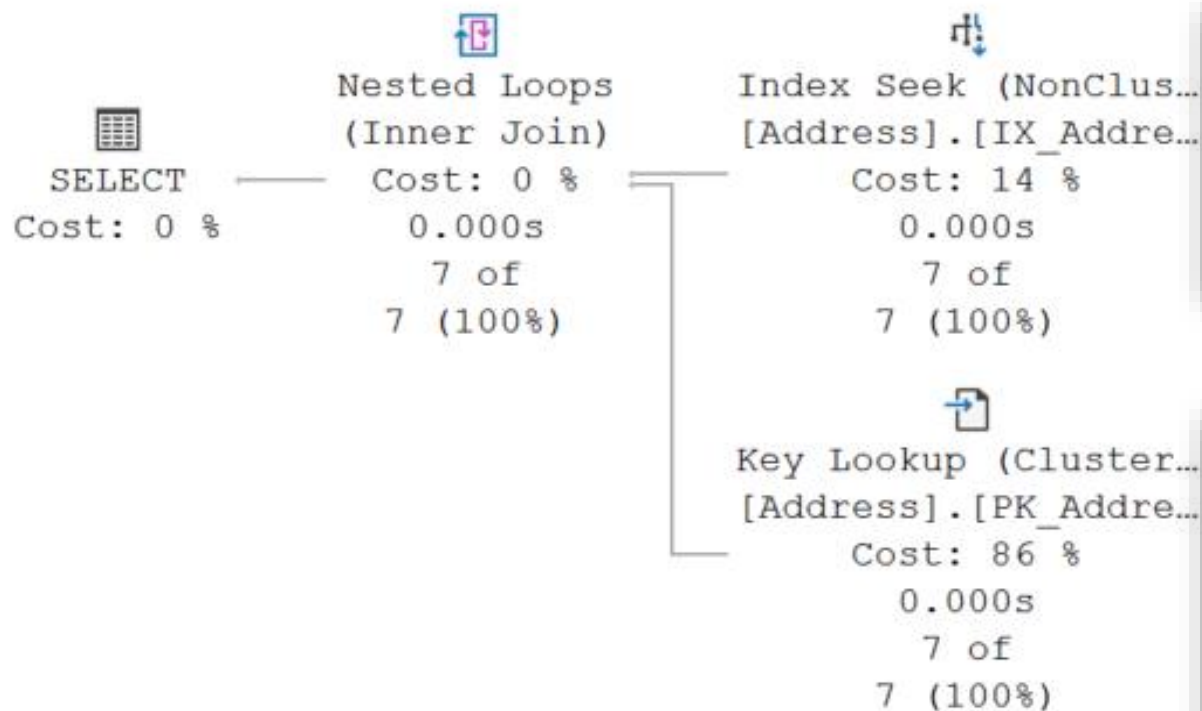 SELECT
Cost: 0 %
Nested Loops
(Inner Join)
Cost: 0 %
0.000s
7 of
7 (100%)
Index Seek (NonClus…
[Address].[IX_Addre…
Cost: 14 %
0.000s
7 of
7 (100%)
Key Lookup (Cluster…
[Address].[PK_Addre…
Cost: 86 %
0.000s
7 of
7 (100%)